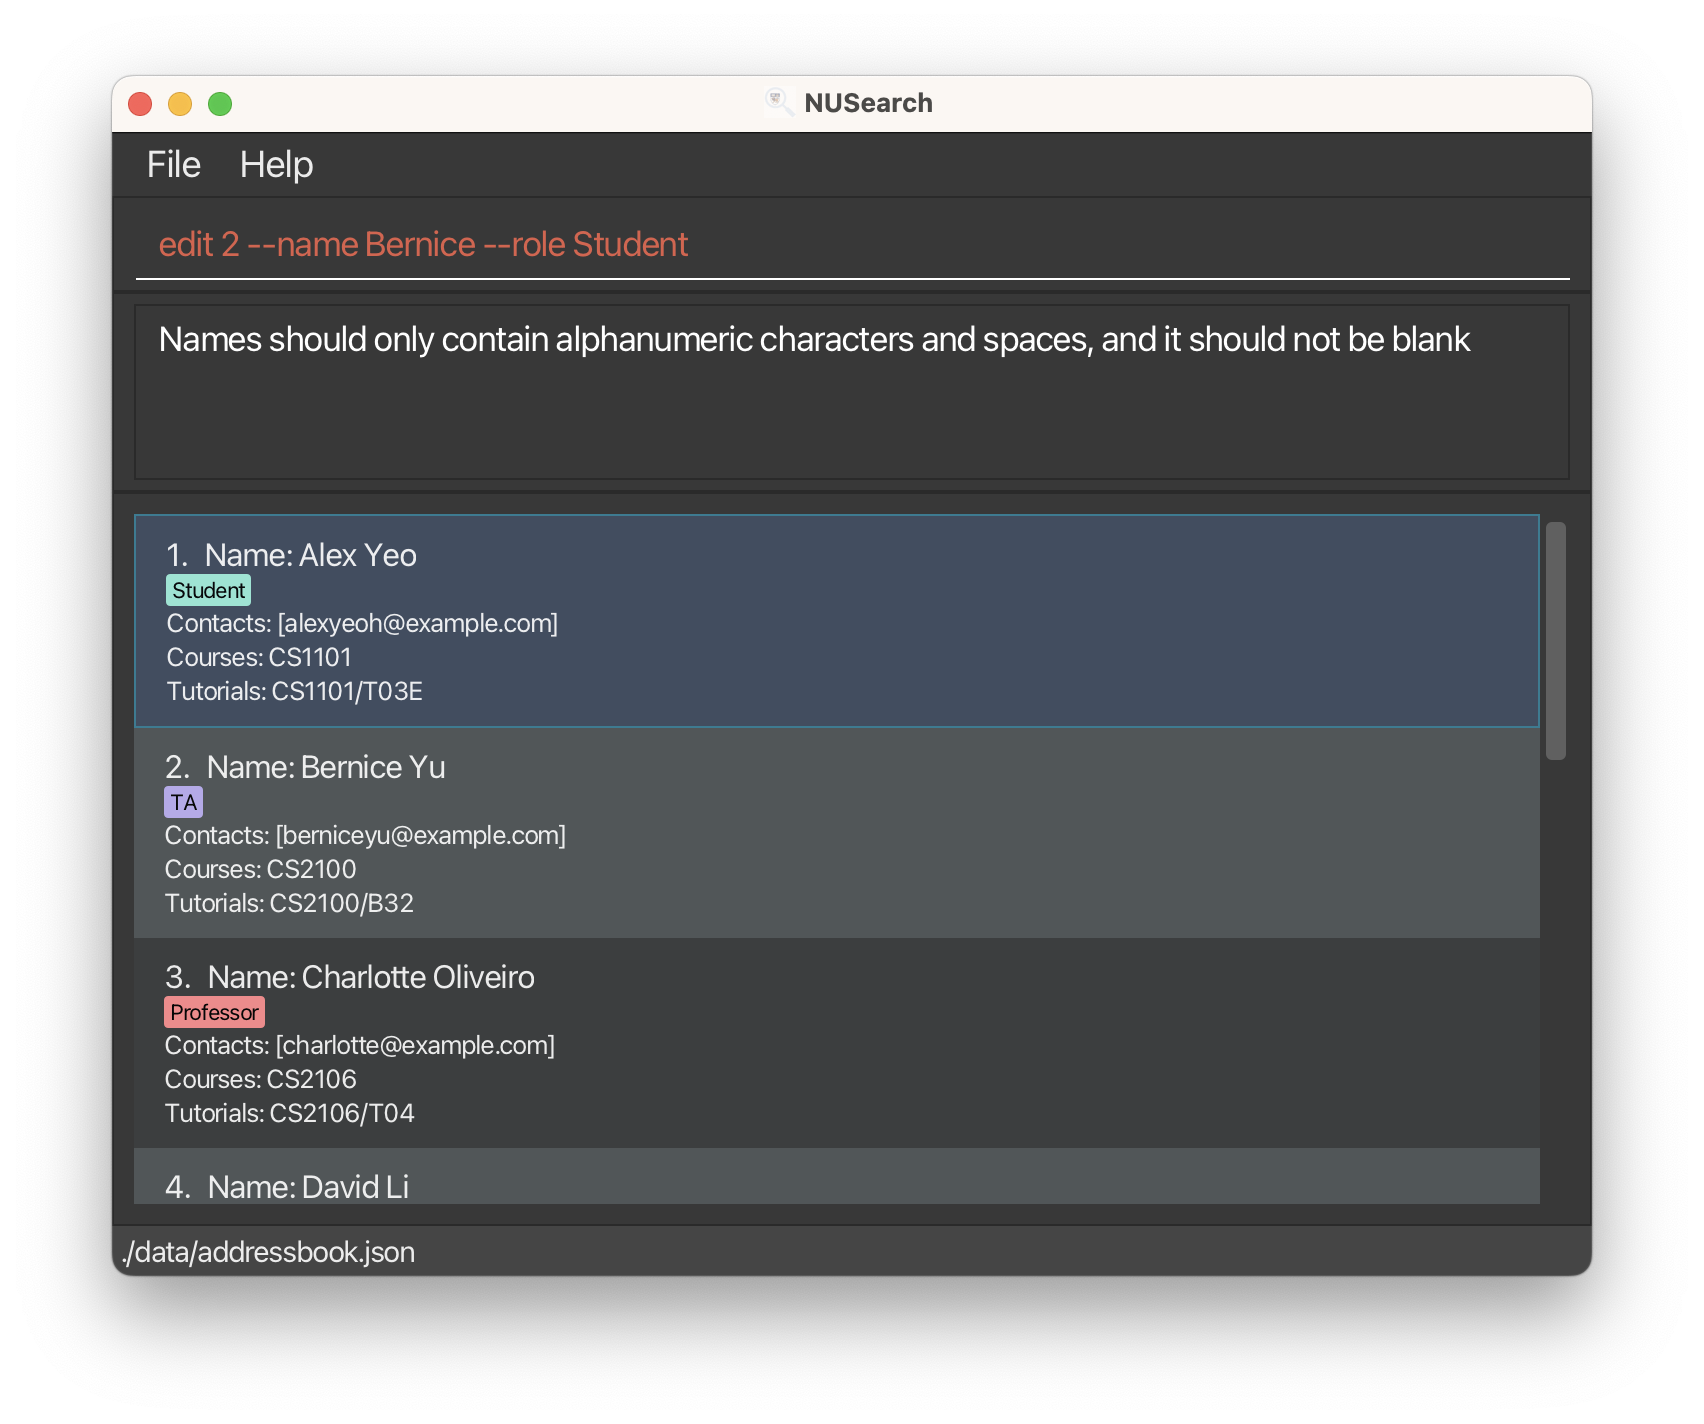 NUSearch
File Help
edit 2 --name Bernice --role Student
Names should only contain alphanumeric characters and spaces, and it should not be blank
1. Name: Alex Yeo
Student
Contacts: [alexyeoh@example.com]
Courses: CS1101
Tutorials: CS1101/T03E
2. Name: Bernice Yu
TA
Contacts: [berniceyu@example.com]
Courses: CS2100
Tutorials: CS2100/B32
3. Name: Charlotte Oliveiro
Professor
Contacts: [charlotte@example.com]
Courses: CS2106
Tutorials: CS2106/T04
4. Name: David Li
./data/addressbook.json